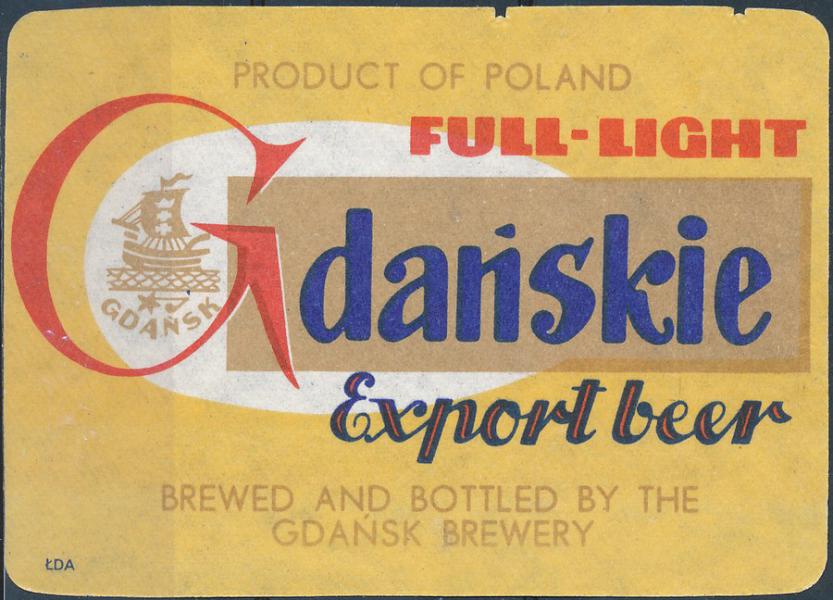 PRODUCT OF POLAND
FULL-LIGHT
Gdańskie
GDAŃSK
Export beer
BREWED AND BOTTLED BY THE
GDAŃSK BREWERY
ŁDA